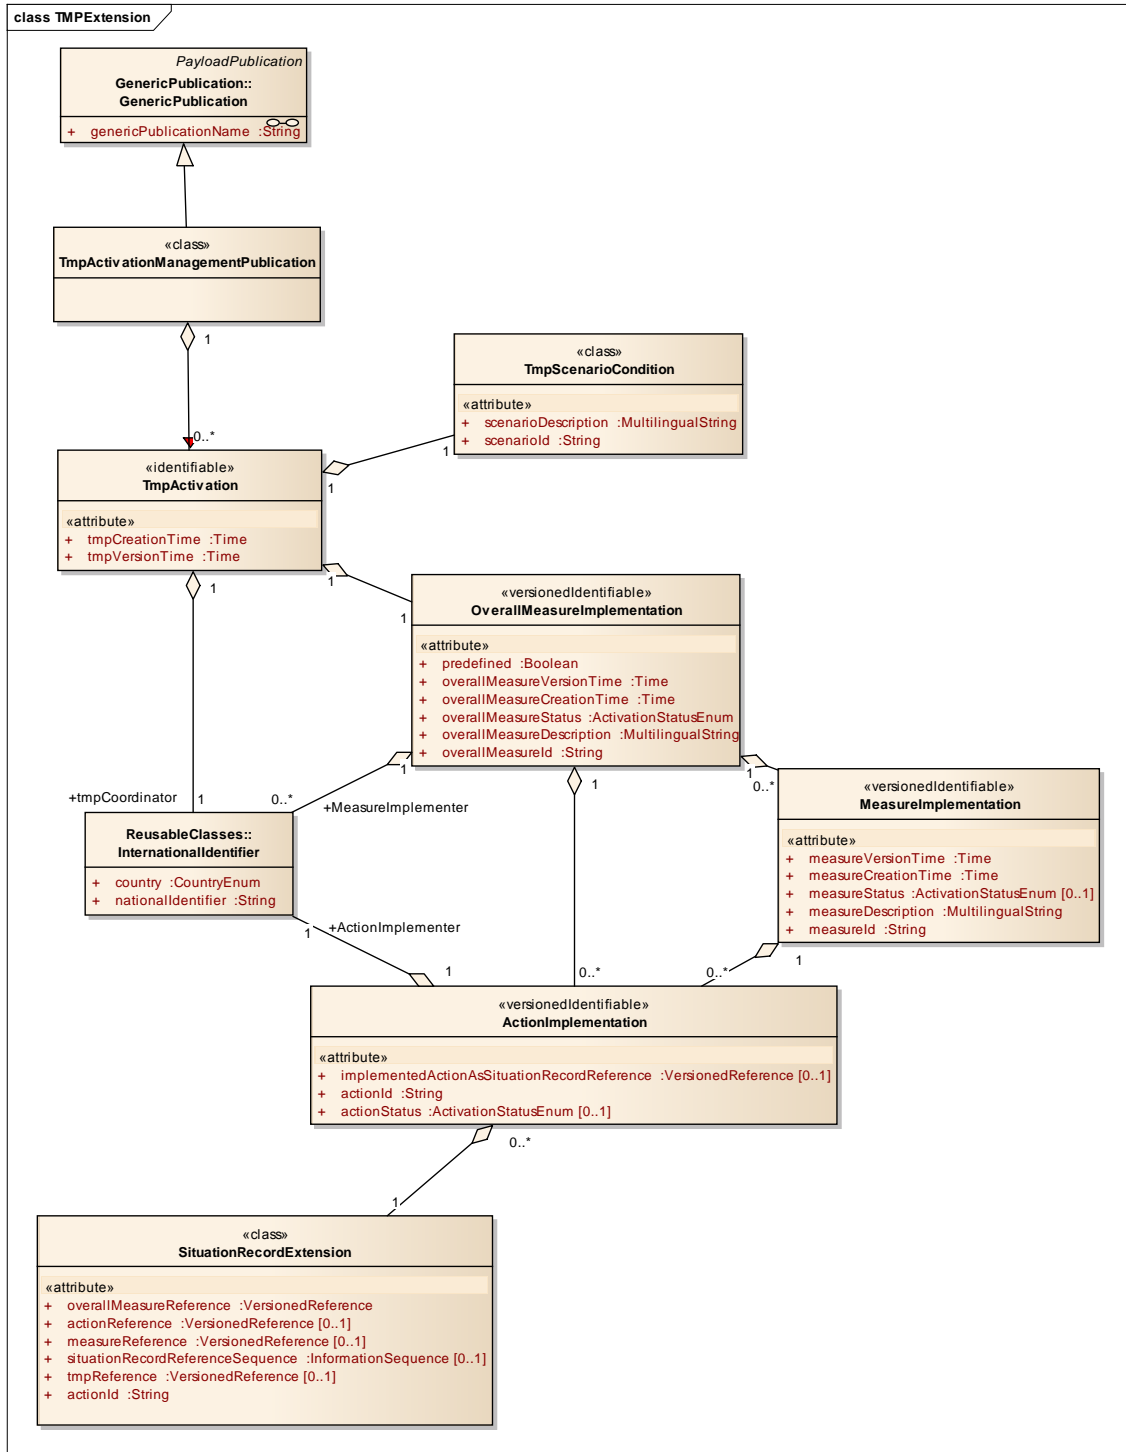 class TMPExtension
PayloadPublication
GenericPublication::
GenericPublication
+ genericPublicationName :String
«class»
TmpActivationManagementPublication
1
0..*
«class»
TmpScenarioCondition
«attribute»
+ scenarioDescription :MultilingualString
+ scenarioId :String
1
1
«identifiable»
TmpActivation
«attribute»
+ tmpCreationTime :Time
+ tmpVersionTime :Time
1
1
1
«versionedIdentifiable»
OverallMeasureImplementation
«attribute»
+ predefined :Boolean
+ overallMeasureVersionTime :Time
+ overallMeasureCreationTime :Time
+ overallMeasureStatus :ActivationStatusEnum
+ overallMeasureDescription :MultilingualString
+ overallMeasureId :String
1
1
1
0..*
+tmpCoordinator
1
0..*
+MeasureImplementer
«versionedIdentifiable»
MeasureImplementation
«attribute»
+ measureVersionTime :Time
+ measureCreationTime :Time
+ measureStatus :ActivationStatusEnum [0..1]
+ measureDescription :MultilingualString
+ measureId :String
ReusableClasses::
InternationalIdentifier
+ country :CountryEnum
+ nationalIdentifier :String
+ActionImplementer
1
1
0..*
0..*
1
«versionedIdentifiable»
ActionImplementation
«attribute»
+ implementedActionAsSituationRecordReference :VersionedReference [0..1]
+ actionId :String
+ actionStatus :ActivationStatusEnum [0..1]
0..*
1
«class»
SituationRecordExtension
«attribute»
+ overallMeasureReference :VersionedReference
+ actionReference :VersionedReference [0..1]
+ measureReference :VersionedReference [0..1]
+ situationRecordReferenceSequence :InformationSequence [0..1]
+ tmpReference :VersionedReference [0..1]
+ actionId :String